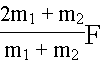 2m₁ + m₂
m₁ + m₂ F